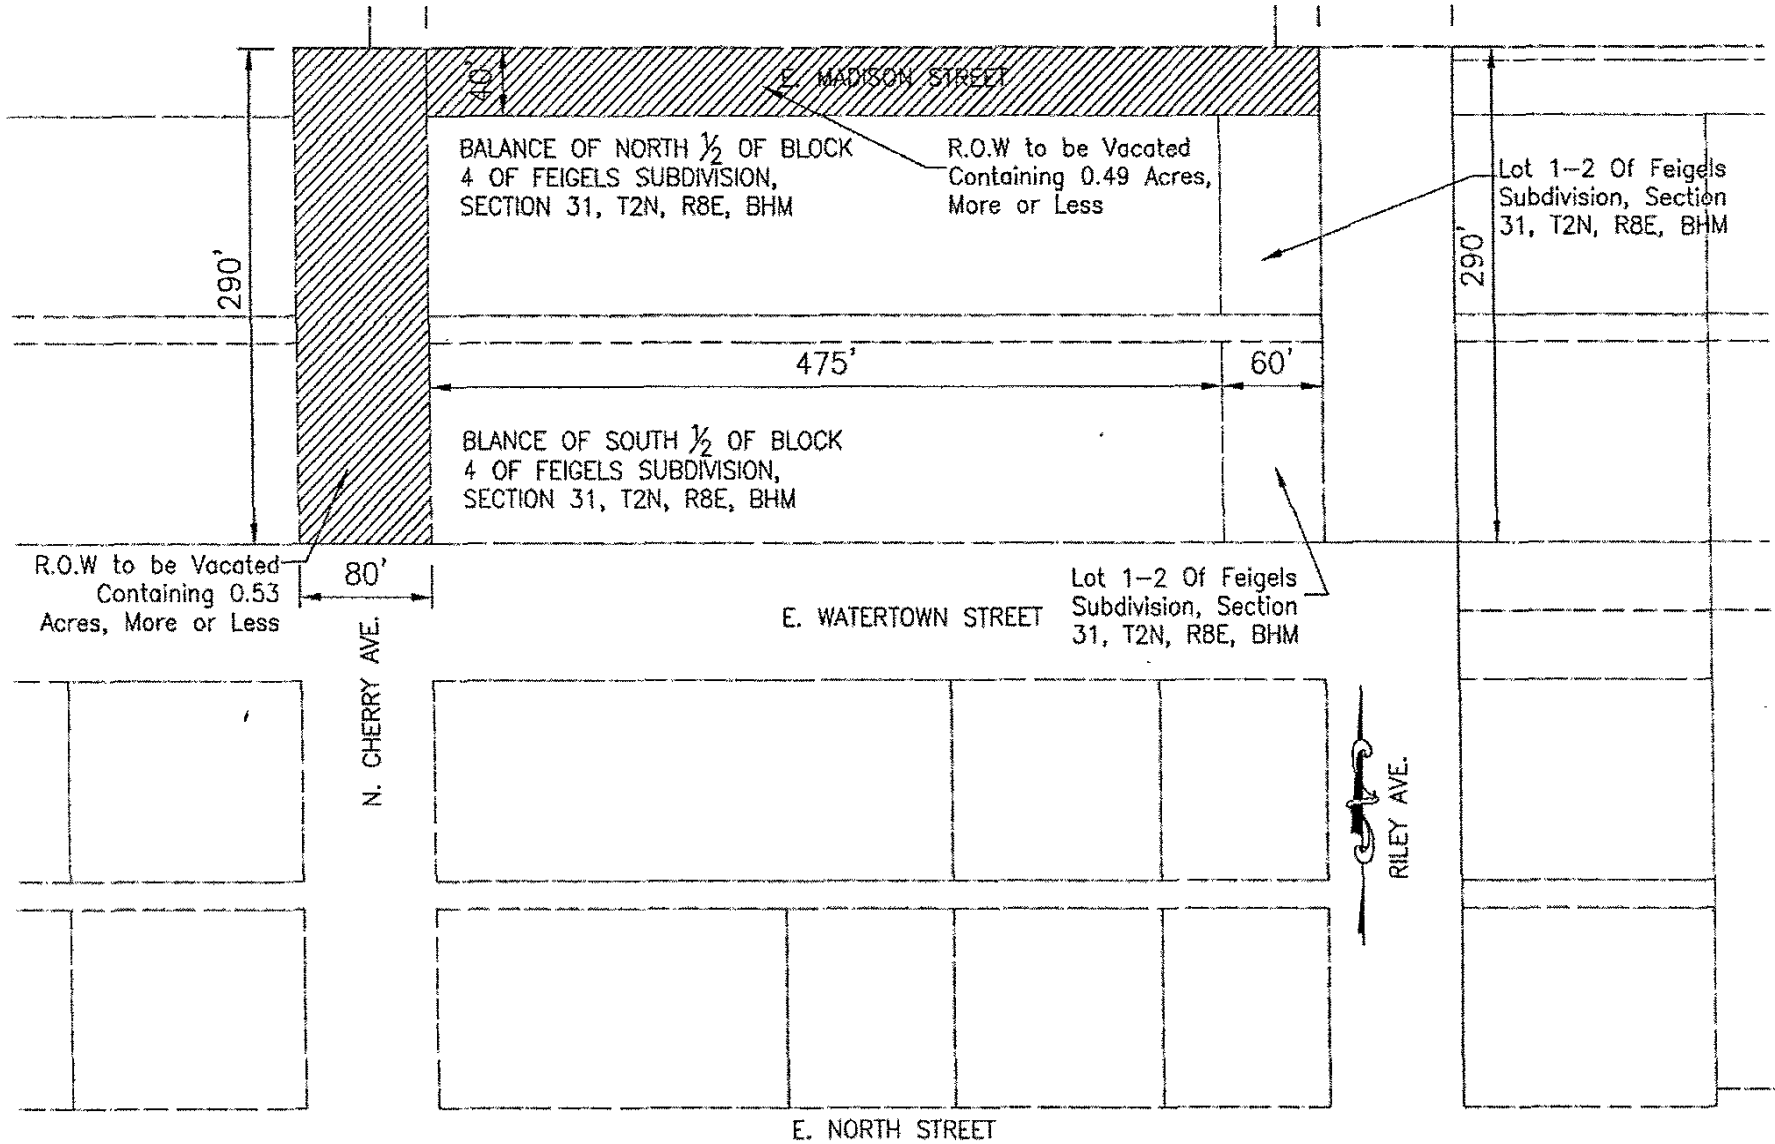 E. MADISON STREET
40'
BALANCE OF NORTH ½ OF BLOCK
4 OF FEIGELS SUBDIVISION,
SECTION 31, T2N, R8E, BHM
R.O.W to be Vacated
Containing 0.49 Acres,
More or Less
Lot 1-2 Of Feigels
Subdivision, Section
31, T2N, R8E, BHM
290'
290'
475'
60'
BLANCE OF SOUTH ½ OF BLOCK
4 OF FEIGELS SUBDIVISION,
SECTION 31, T2N, R8E, BHM
R.O.W to be Vacated
Containing 0.53
Acres, More or Less
80'
E. WATERTOWN STREET
Lot 1-2 Of Feigels
Subdivision, Section
31, T2N, R8E, BHM
N. CHERRY AVE.
RILEY AVE.
E. NORTH STREET